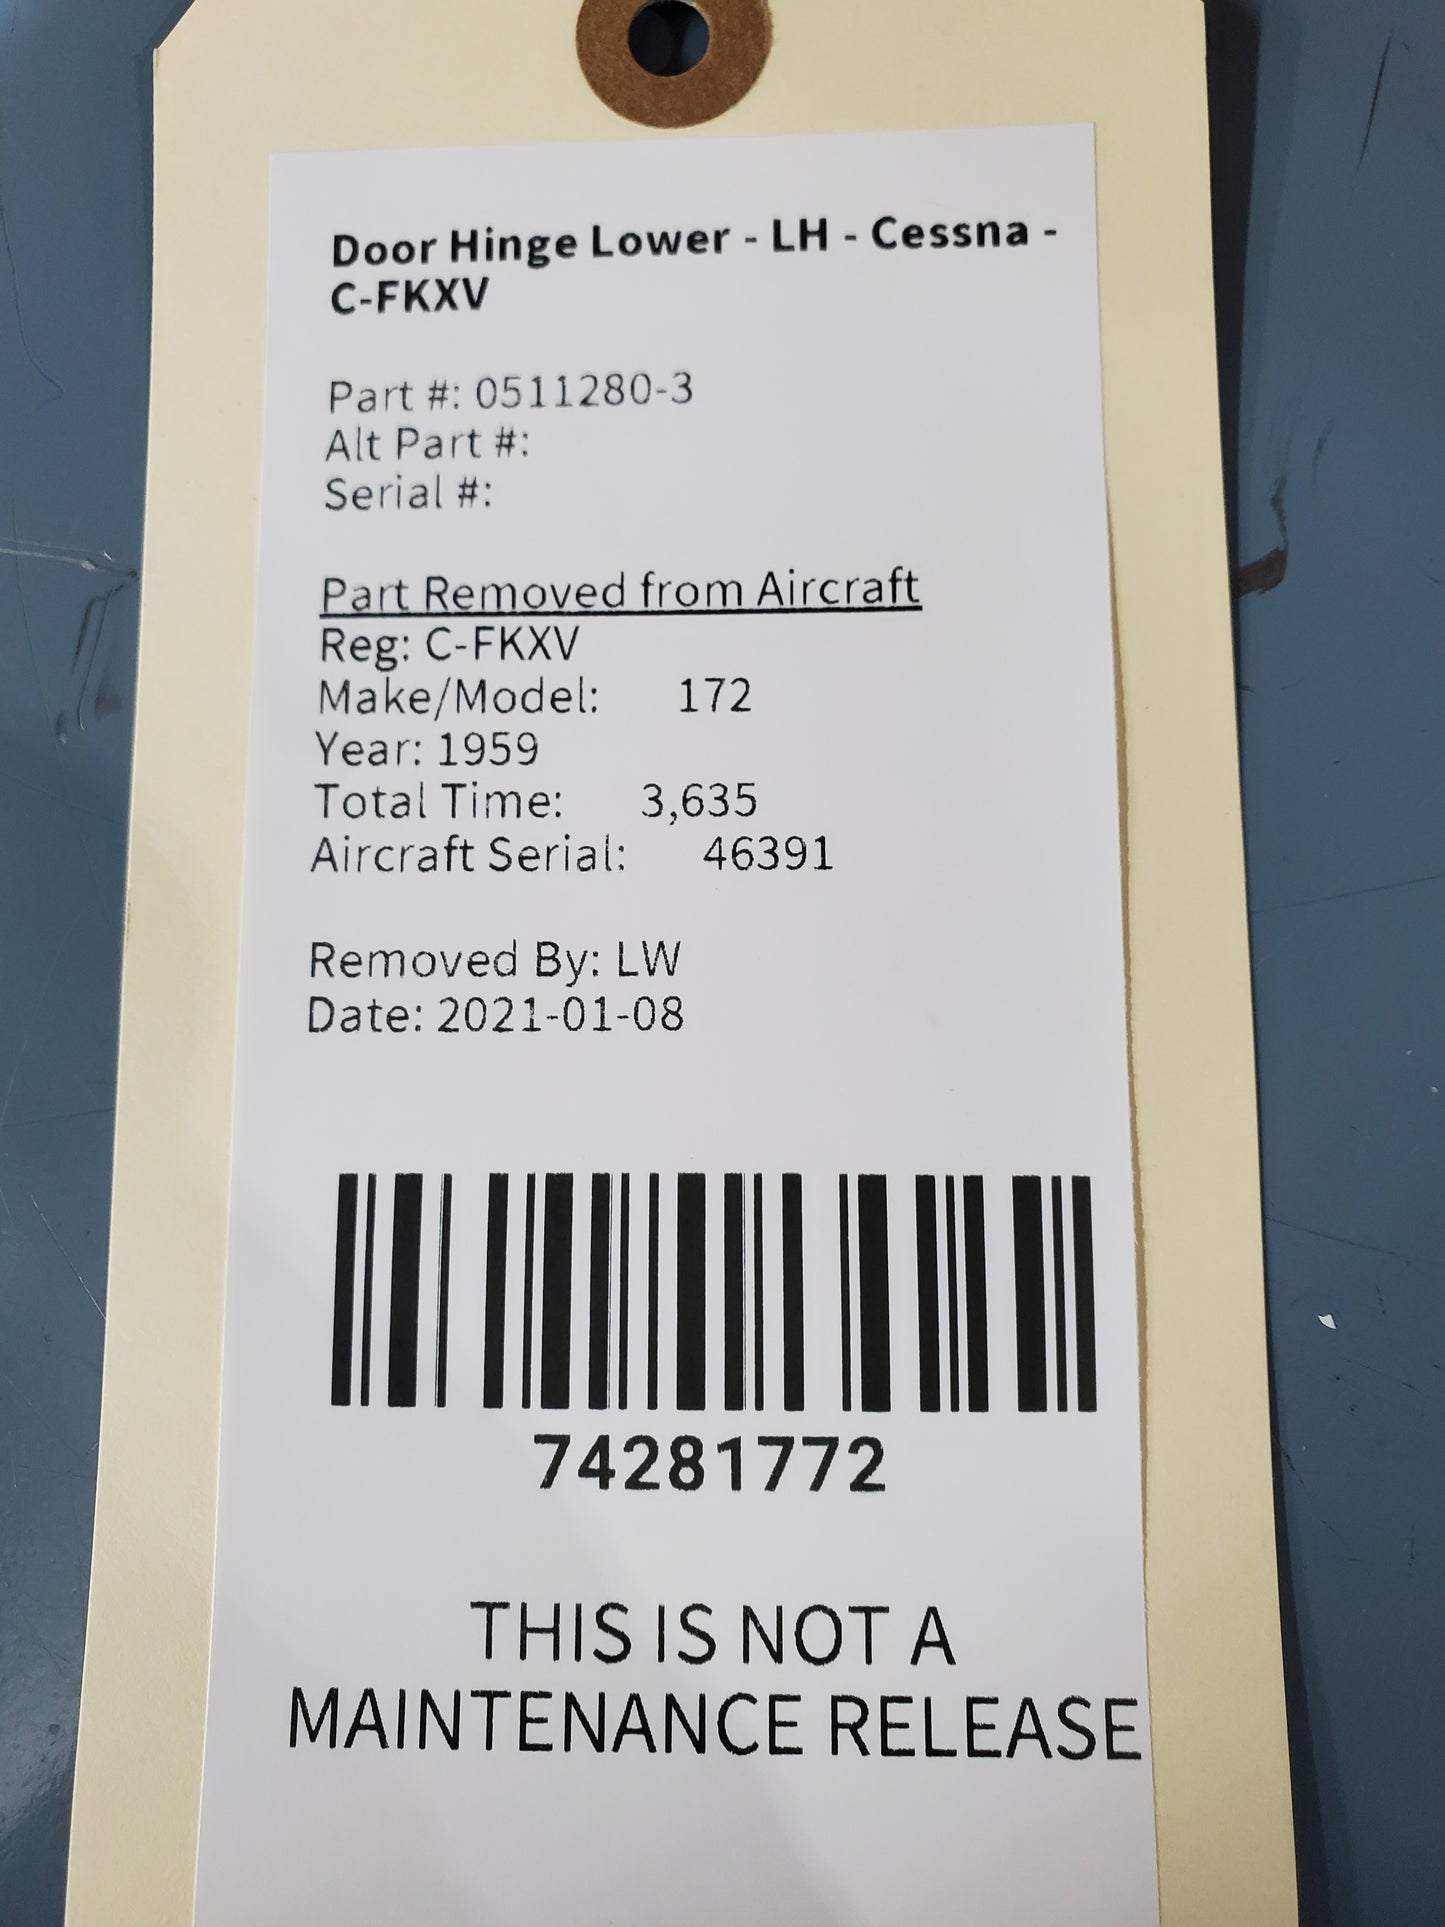 Door Hinge Lower - LH - Cessna -
C-FKXV
Part #: 0511280-3
Alt Part #:
Serial #:
Part Removed from Aircraft
Reg: C-FKXV
Make/Model: 172
Year: 1959
Total Time: 3,635
Aircraft Serial: 46391
Removed By: LW
Date: 2021-01-08
74281772
THIS IS NOT A
MAINTENANCE RELEASE